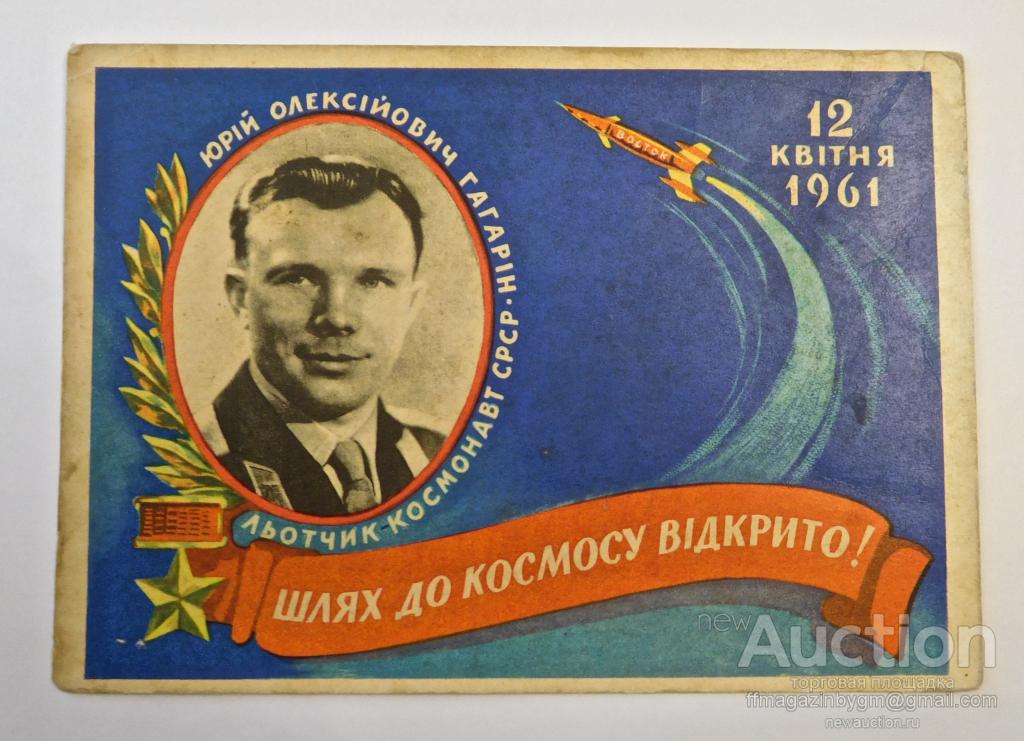 ЮРІЙ ОЛЕКСІЙОВИЧ ГАГАРІН·
ЛЬОТЧИК-КОСМОНАВТ СРСР·
ВОСТОК
12
КВІТНЯ
1961
ШЛЯХ ДО КОСМОСУ ВІДКРИТО!
new Auction
торговая площадка
ffmagazinbygm@gmail.com
newauction.ru